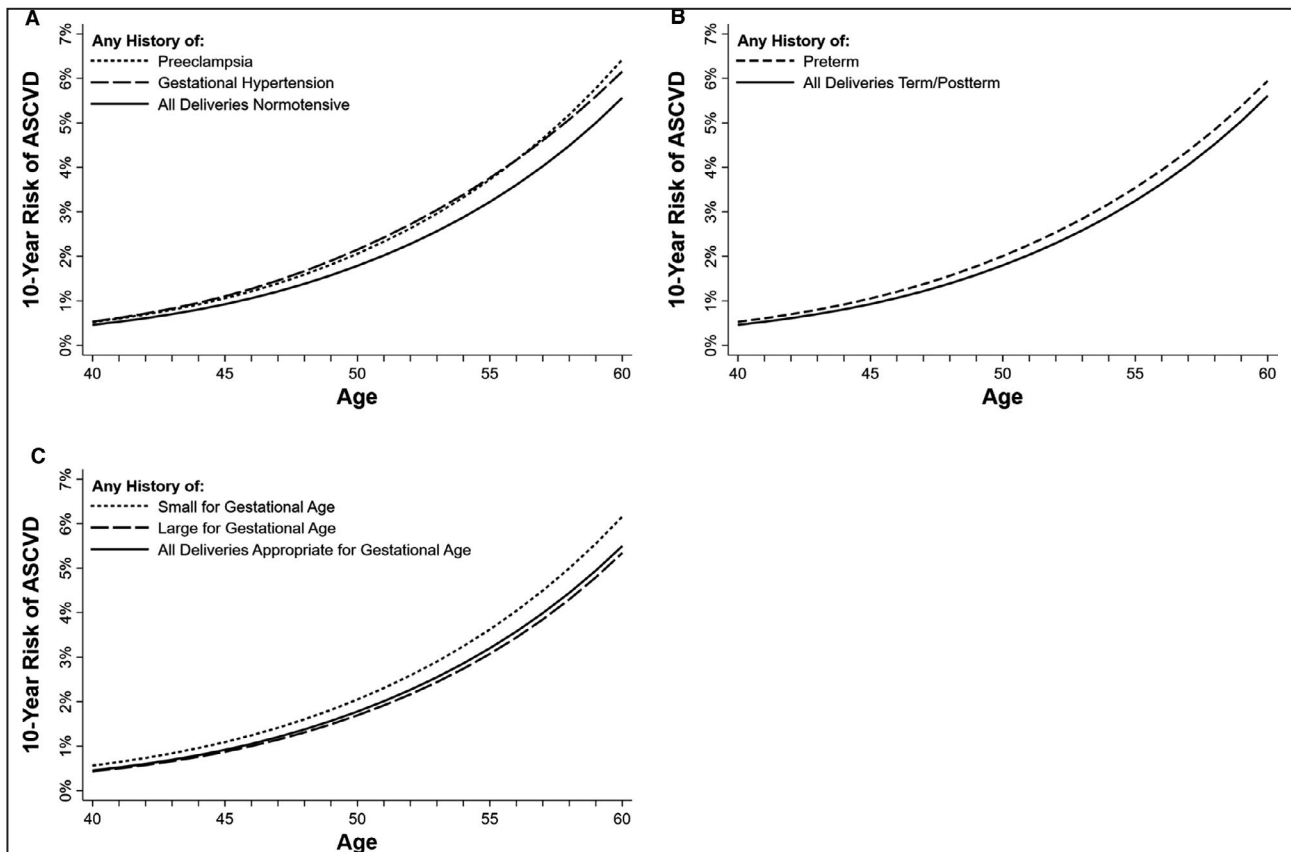 A
Any History of:
Preeclampsia
Gestational Hypertension
All Deliveries Normotensive
10-Year Risk of ASCVD
7%
6%
5%
4%
3%
2%
1%
0%
40 45 50 55 60
Age
B
Any History of:
Preterm
All Deliveries Term/Postterm
10-Year Risk of ASCVD
7%
6%
5%
4%
3%
2%
1%
0%
40 45 50 55 60
Age
C
Any History of:
Small for Gestational Age
Large for Gestational Age
All Deliveries Appropriate for Gestational Age
10-Year Risk of ASCVD
7%
6%
5%
4%
3%
2%
1%
0%
40 45 50 55 60
Age